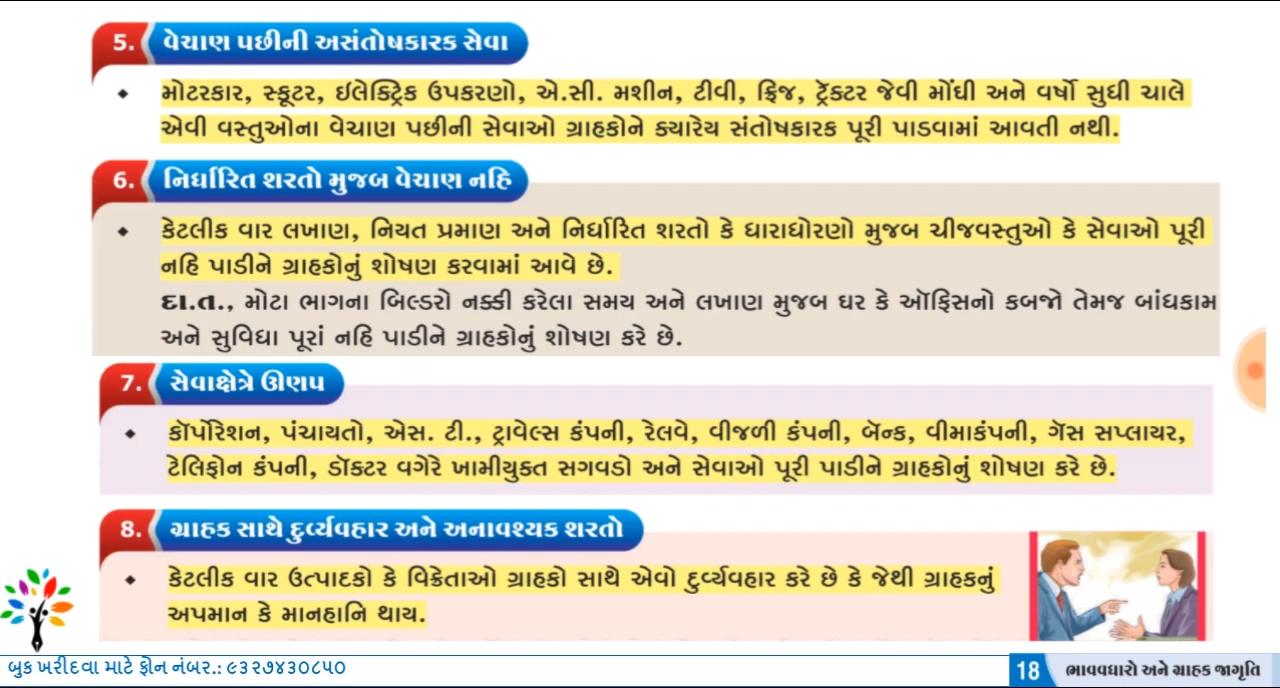 5. વેચાણ પછીની અસંતોષકારક સેવા
◆ મોટરકાર, સ્કૂટર, ઇલેક્ટ્રિક ઉપકરણો, એ.સી. મશીન, ટીવી, ફ્રિજ, ટ્રૅક્ટર જેવી મોંઘી અને વર્ષો સુધી ચાલે
એવી વસ્તુઓના વેચાણ પછીની સેવાઓ ગ્રાહકોને ક્યારેય સંતોષકારક પૂરી પાડવામાં આવતી નથી.
6. નિર્ધારિત શરતો મુજબ વેચાણ નહિ
◆ કેટલીક વાર લખાણ, નિયત પ્રમાણ અને નિર્ધારિત શરતો કે ધારાધોરણો મુજબ ચીજવસ્તુઓ કે સેવાઓ પૂરી
નહિ પાડીને ગ્રાહકોનું શોષણ કરવામાં આવે છે.
દા.ત., મોટા ભાગના બિલ્ડરો નક્કી કરેલા સમય અને લખાણ મુજબ ઘર કે ઑફિસનો કબજો તેમજ બાંધકામ
અને સુવિધા પૂરાં નહિ પાડીને ગ્રાહકોનું શોષણ કરે છે.
7. સેવાક્ષેત્રે ઊણપ
◆ કૉર્પોરેશન, પંચાયતો, એસ. ટી., ટ્રાવેલ્સ કંપની, રેલવે, વીજળી કંપની, બૅન્ક, વીમાકંપની, ગૅસ સપ્લાયર,
ટેલિફોન કંપની, ડૉક્ટર વગેરે ખામીયુક્ત સગવડો અને સેવાઓ પૂરી પાડીને ગ્રાહકોનું શોષણ કરે છે.
8. ગ્રાહક સાથે દુર્વ્યવહાર અને અનાવશ્યક શરતો
◆ કેટલીક વાર ઉત્પાદકો કે વિક્રેતાઓ ગ્રાહકો સાથે એવો દુર્વ્યવહાર કરે છે કે જેથી ગ્રાહકનું
અપમાન કે માનહાનિ થાય.
બુક ખરીદવા માટે ફોન નંબર.: ૯૩૨૭૪૩૦૮૫૦
18 ભાવવધારો અને ગ્રાહક જાગૃતિ